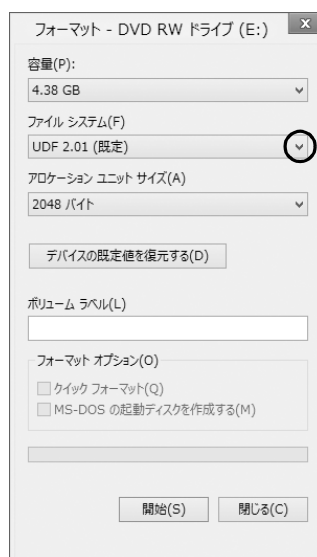 フォーマット - DVD RW ドライブ (E:)
x
容量(P):
4.38 GB
ファイル システム(F)
UDF 2.01 (既定)
アロケーション ユニット サイズ(A)
2048 バイト
デバイスの既定値を復元する(D)
ボリューム ラベル(L)
フォーマット オプション(O)
クイック フォーマット(Q)
MS-DOS の起動ディスクを作成する(M)
開始(S)
閉じる(C)